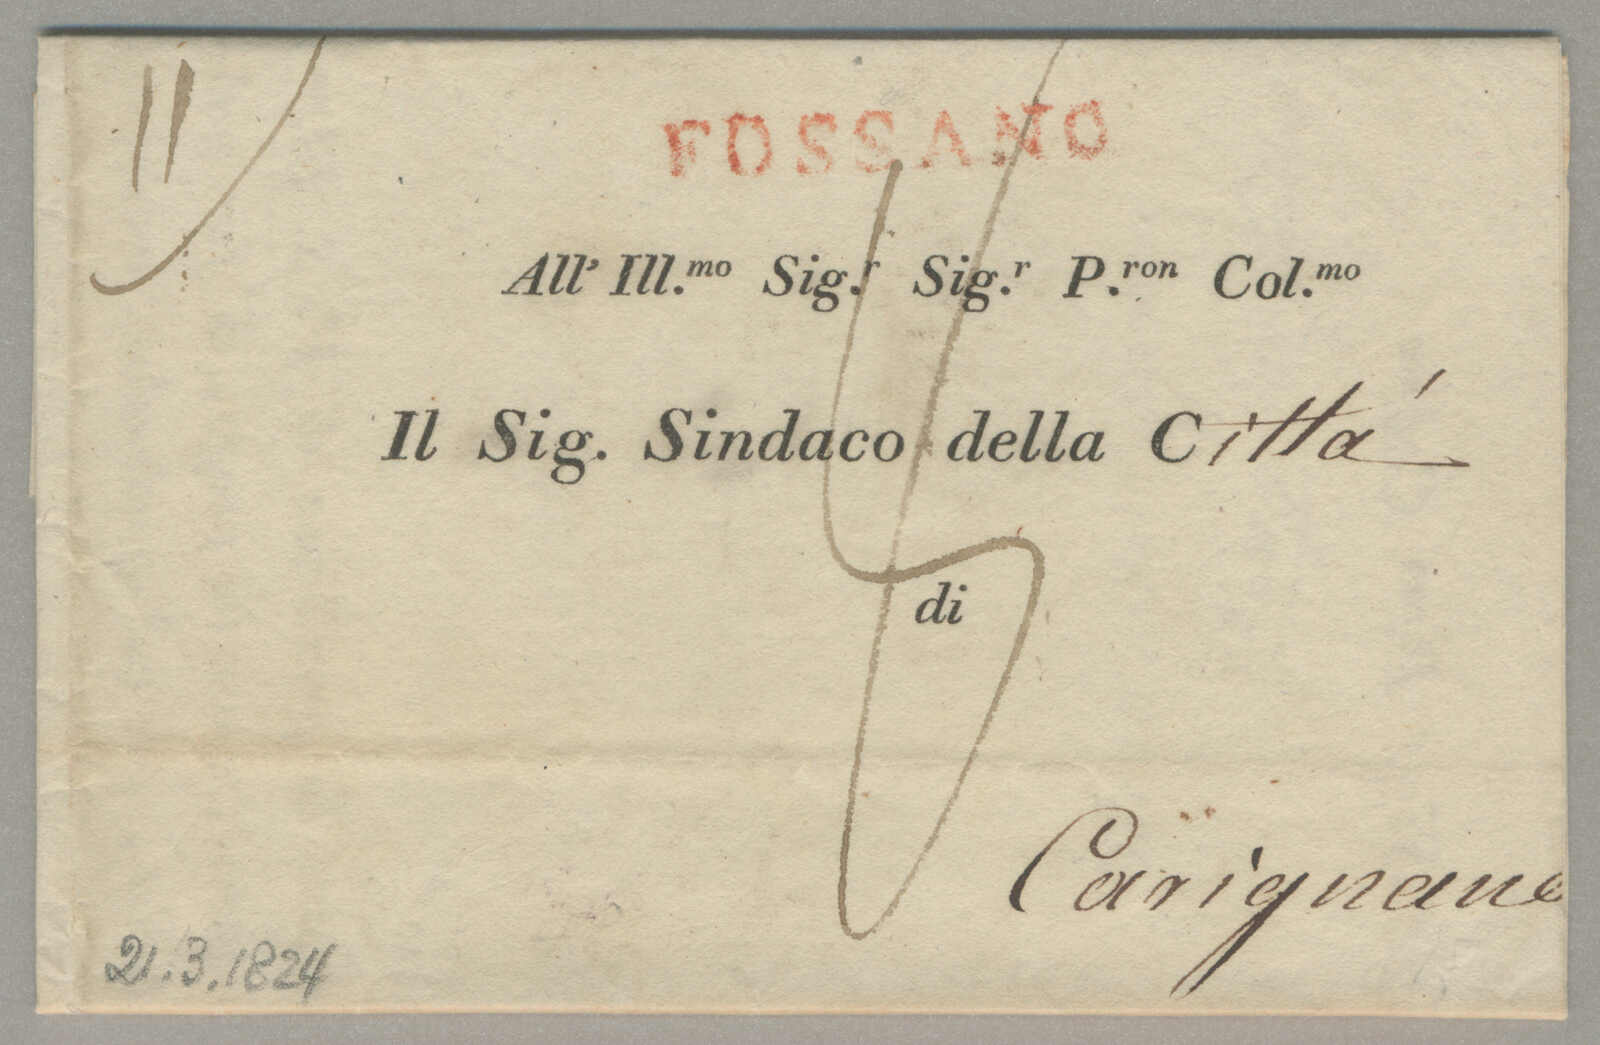 11
FOSSANO
All' Ill.mo Sig.r Sig.r P.ron Col.mo
Il Sig. Sindaco della Città
di
Carignano
21.3.1824